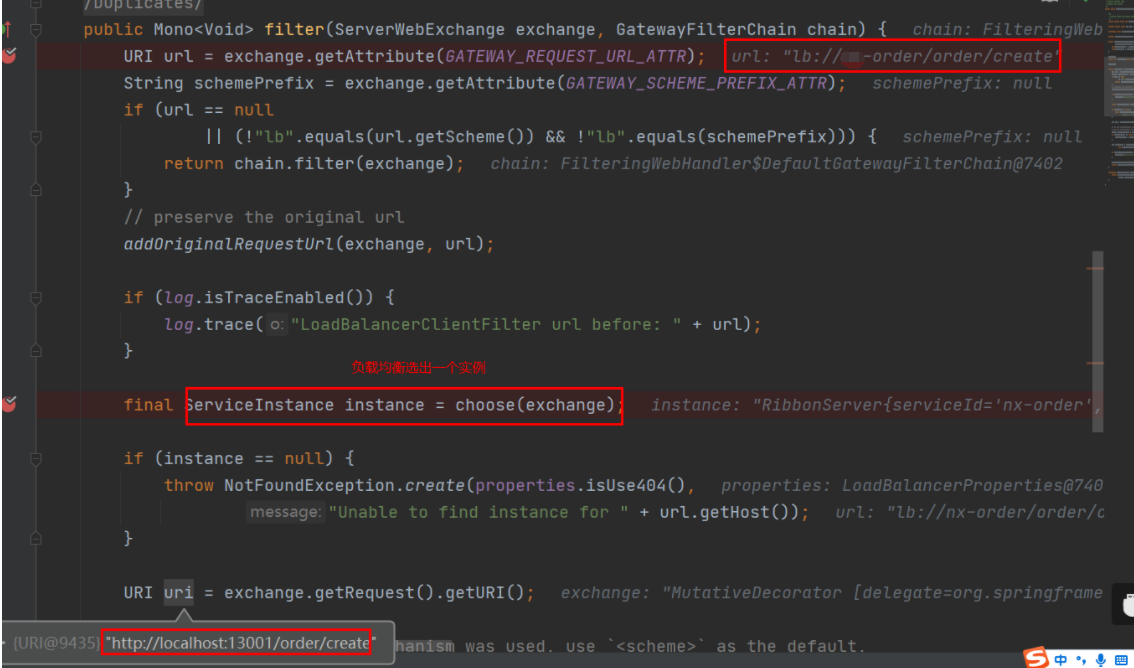 /Duplicates/
public Mono<Void> filter(ServerWebExchange exchange, GatewayFilterChain chain) { chain: FilteringWeb
URI url = exchange.getAttribute(GATEWAY_REQUEST_URL_ATTR); url: "lb://-order/order/create"
String schemePrefix = exchange.getAttribute(GATEWAY_SCHEME_PREFIX_ATTR); schemePrefix: null
if (url == null
|| (!"lb".equals(url.getScheme()) && !"lb".equals(schemePrefix))) { schemePrefix: null
return chain.filter(exchange); chain: FilteringWebHandler$DefaultGatewayFilterChain@7402
}
// preserve the original url
addOriginalRequestUrl(exchange, url);
if (log.isTraceEnabled()) {
log.trace( o: "LoadBalancerClientFilter url before: " + url);
}
负载均衡选出一个实例
final ServiceInstance instance = choose(exchange); instance: "RibbonServer{serviceId='nx-order',
if (instance == null) {
throw NotFoundException.create(properties.isUse404(), properties: LoadBalancerProperties@740
message: "Unable to find instance for " + url.getHost()); url: "lb://nx-order/order/c
}
URI uri = exchange.getRequest().getURI(); exchange: "MutativeDecorator [delegate=org.springframe
{URI@9435} "http://localhost:13001/order/create" hanism was used. use `<scheme>` as the default.
中